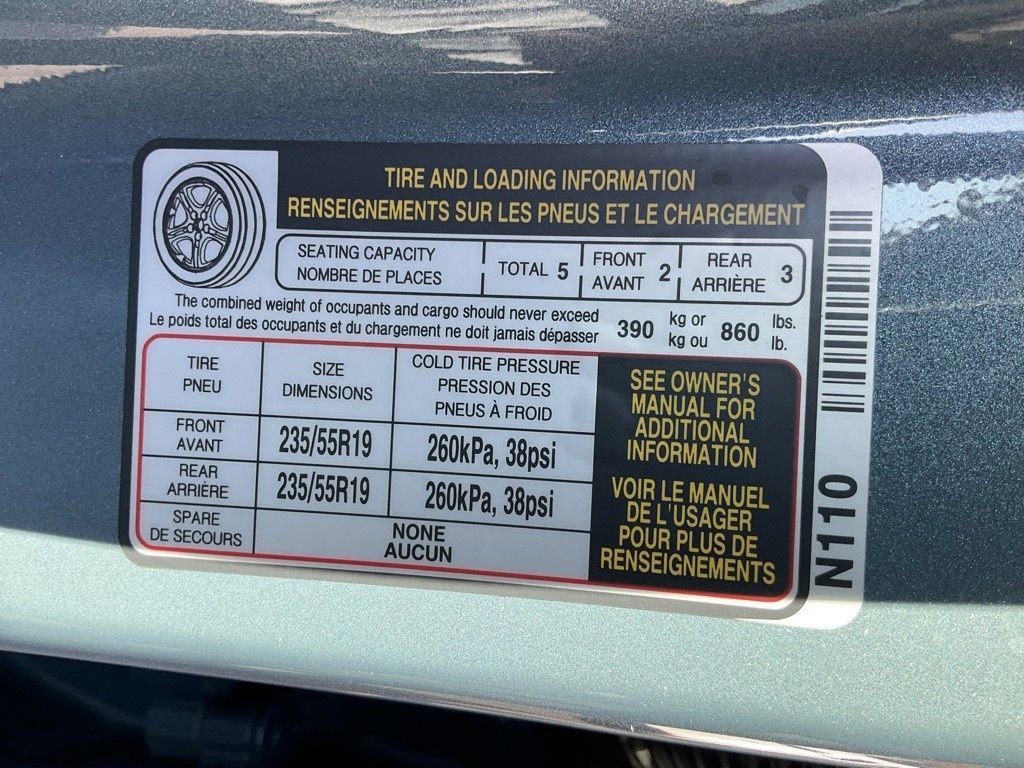 TIRE AND LOADING INFORMATION
RENSEIGNEMENTS SUR LES PNEUS ET LE CHARGEMENT
SEATING CAPACITY
NOMBRE DE PLACES
TOTAL 5
FRONT
AVANT 2
REAR
ARRIÈRE 3
The combined weight of occupants and cargo should never exceed
Le poids total des occupants et du chargement ne doit jamais dépasser
390 kg or
kg ou
860 lbs.
lb.
TIRE
PNEU
SIZE
DIMENSIONS
COLD TIRE PRESSURE
PRESSION DES
PNEUS À FROID
FRONT
AVANT
235/55R19
260kPa, 38psi
REAR
ARRIÈRE
235/55R19
260kPa, 38psi
SPARE
DE SECOURS
NONE
AUCUN
SEE OWNER'S
MANUAL FOR
ADDITIONAL
INFORMATION
VOIR LE MANUEL
DE L'USAGER
POUR PLUS DE
RENSEIGNEMENTS
N110